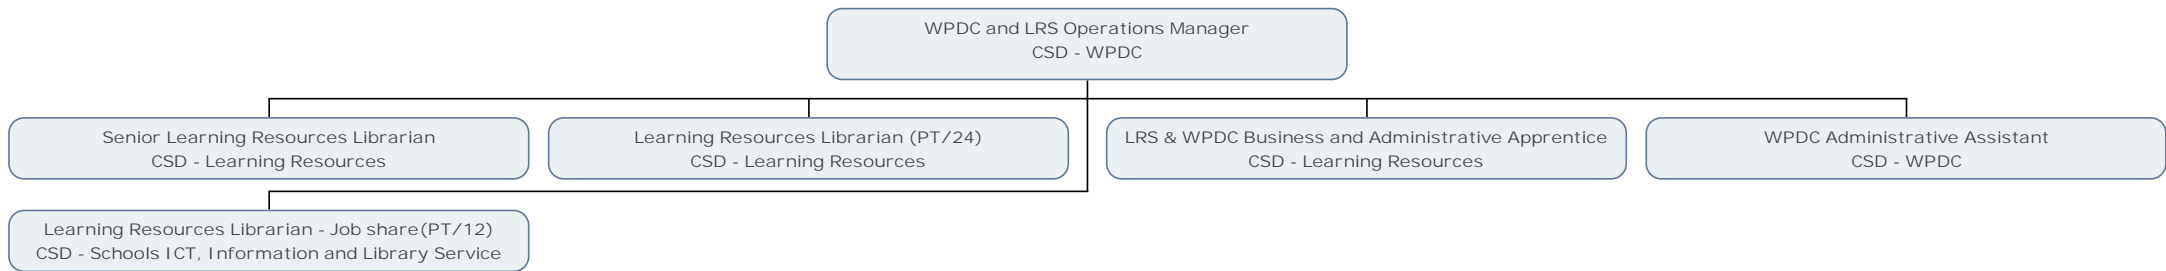 WPDC and LRS Operations Manager
CSD - WPDC
Senior Learning Resources Librarian
CSD - Learning Resources
Learning Resources Librarian (PT/24)
CSD - Learning Resources
LRS & WPDC Business and Administrative Apprentice
CSD - Learning Resources
WPDC Administrative Assistant
CSD - WPDC
Learning Resources Librarian - Job share(PT/12)
CSD - Schools ICT, Information and Library Service